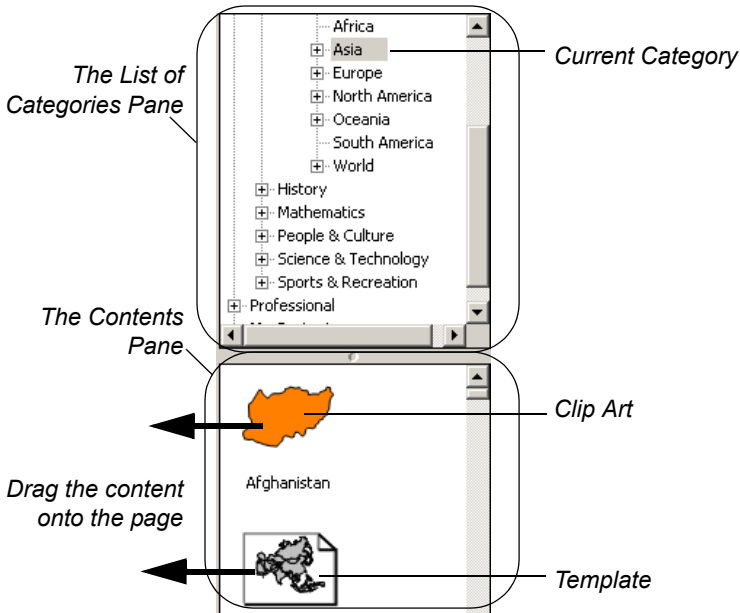 Africa
Asia
Current Category
The List of
Categories Pane
Europe
North America
Oceania
South America
World
History
Mathematics
People & Culture
Science & Technology
Sports & Recreation
Professional
The Contents
Pane
Clip Art
Afghanistan
Drag the content
onto the page
Template